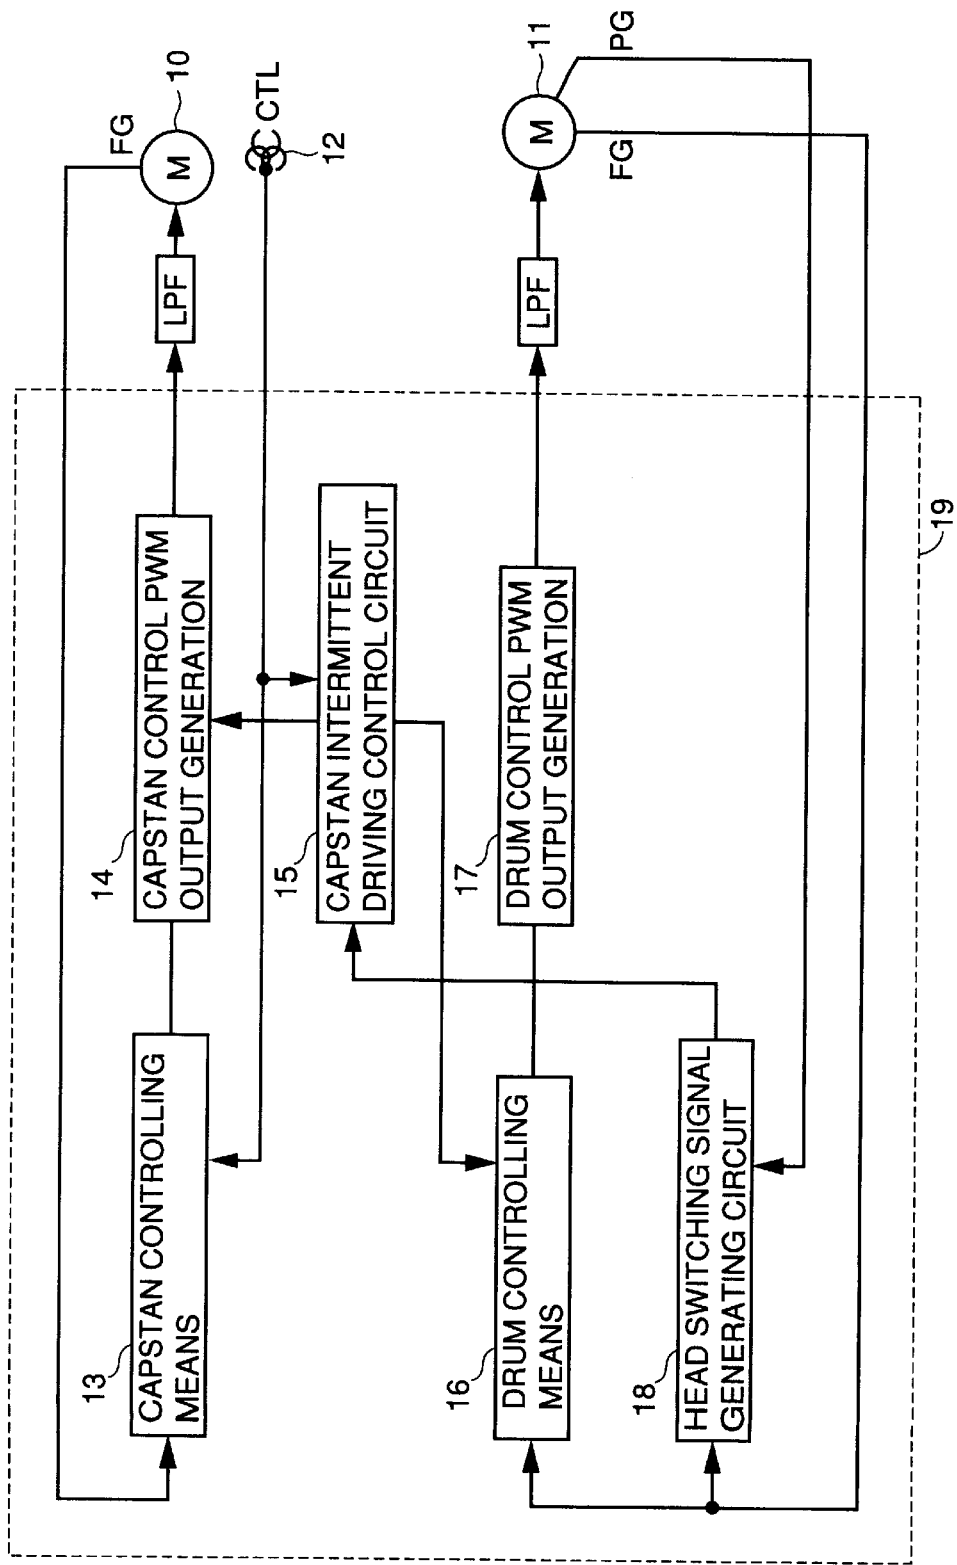 FG
10
M
LPF
CTL
12
13
CAPSTAN CONTROLLING
MEANS
14
CAPSTAN CONTROL PWM
OUTPUT GENERATION
15
CAPSTAN INTERMITTENT
DRIVING CONTROL CIRCUIT
16
DRUM CONTROLLING
MEANS
17
DRUM CONTROL PWM
OUTPUT GENERATION
LPF
M
11
PG
FG
18
HEAD SWITCHING SIGNAL
GENERATING CIRCUIT
19